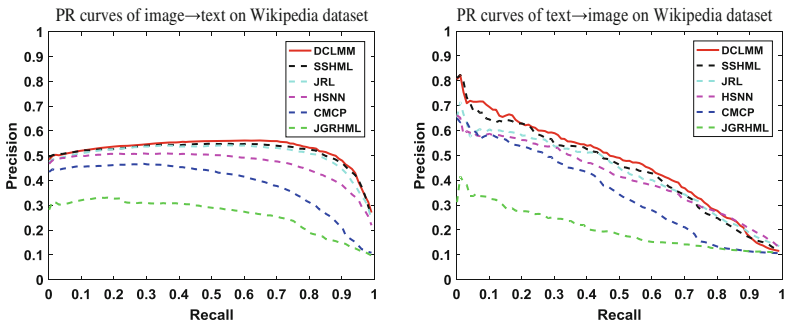 PR curves of image→text on Wikipedia dataset
1
0.9
0.8
0.7
0.6
0.5
0.4
0.3
0.2
0.1
0
Precision
DCLMM
SSHML
JRL
HSNN
CMCP
JGRHML
0 0.1 0.2 0.3 0.4 0.5 0.6 0.7 0.8 0.9 1
Recall
PR curves of text→image on Wikipedia dataset
1
0.9
0.8
0.7
0.6
0.5
0.4
0.3
0.2
0.1
0
Precision
DCLMM
SSHML
JRL
HSNN
CMCP
JGRHML
0 0.1 0.2 0.3 0.4 0.5 0.6 0.7 0.8 0.9 1
Recall